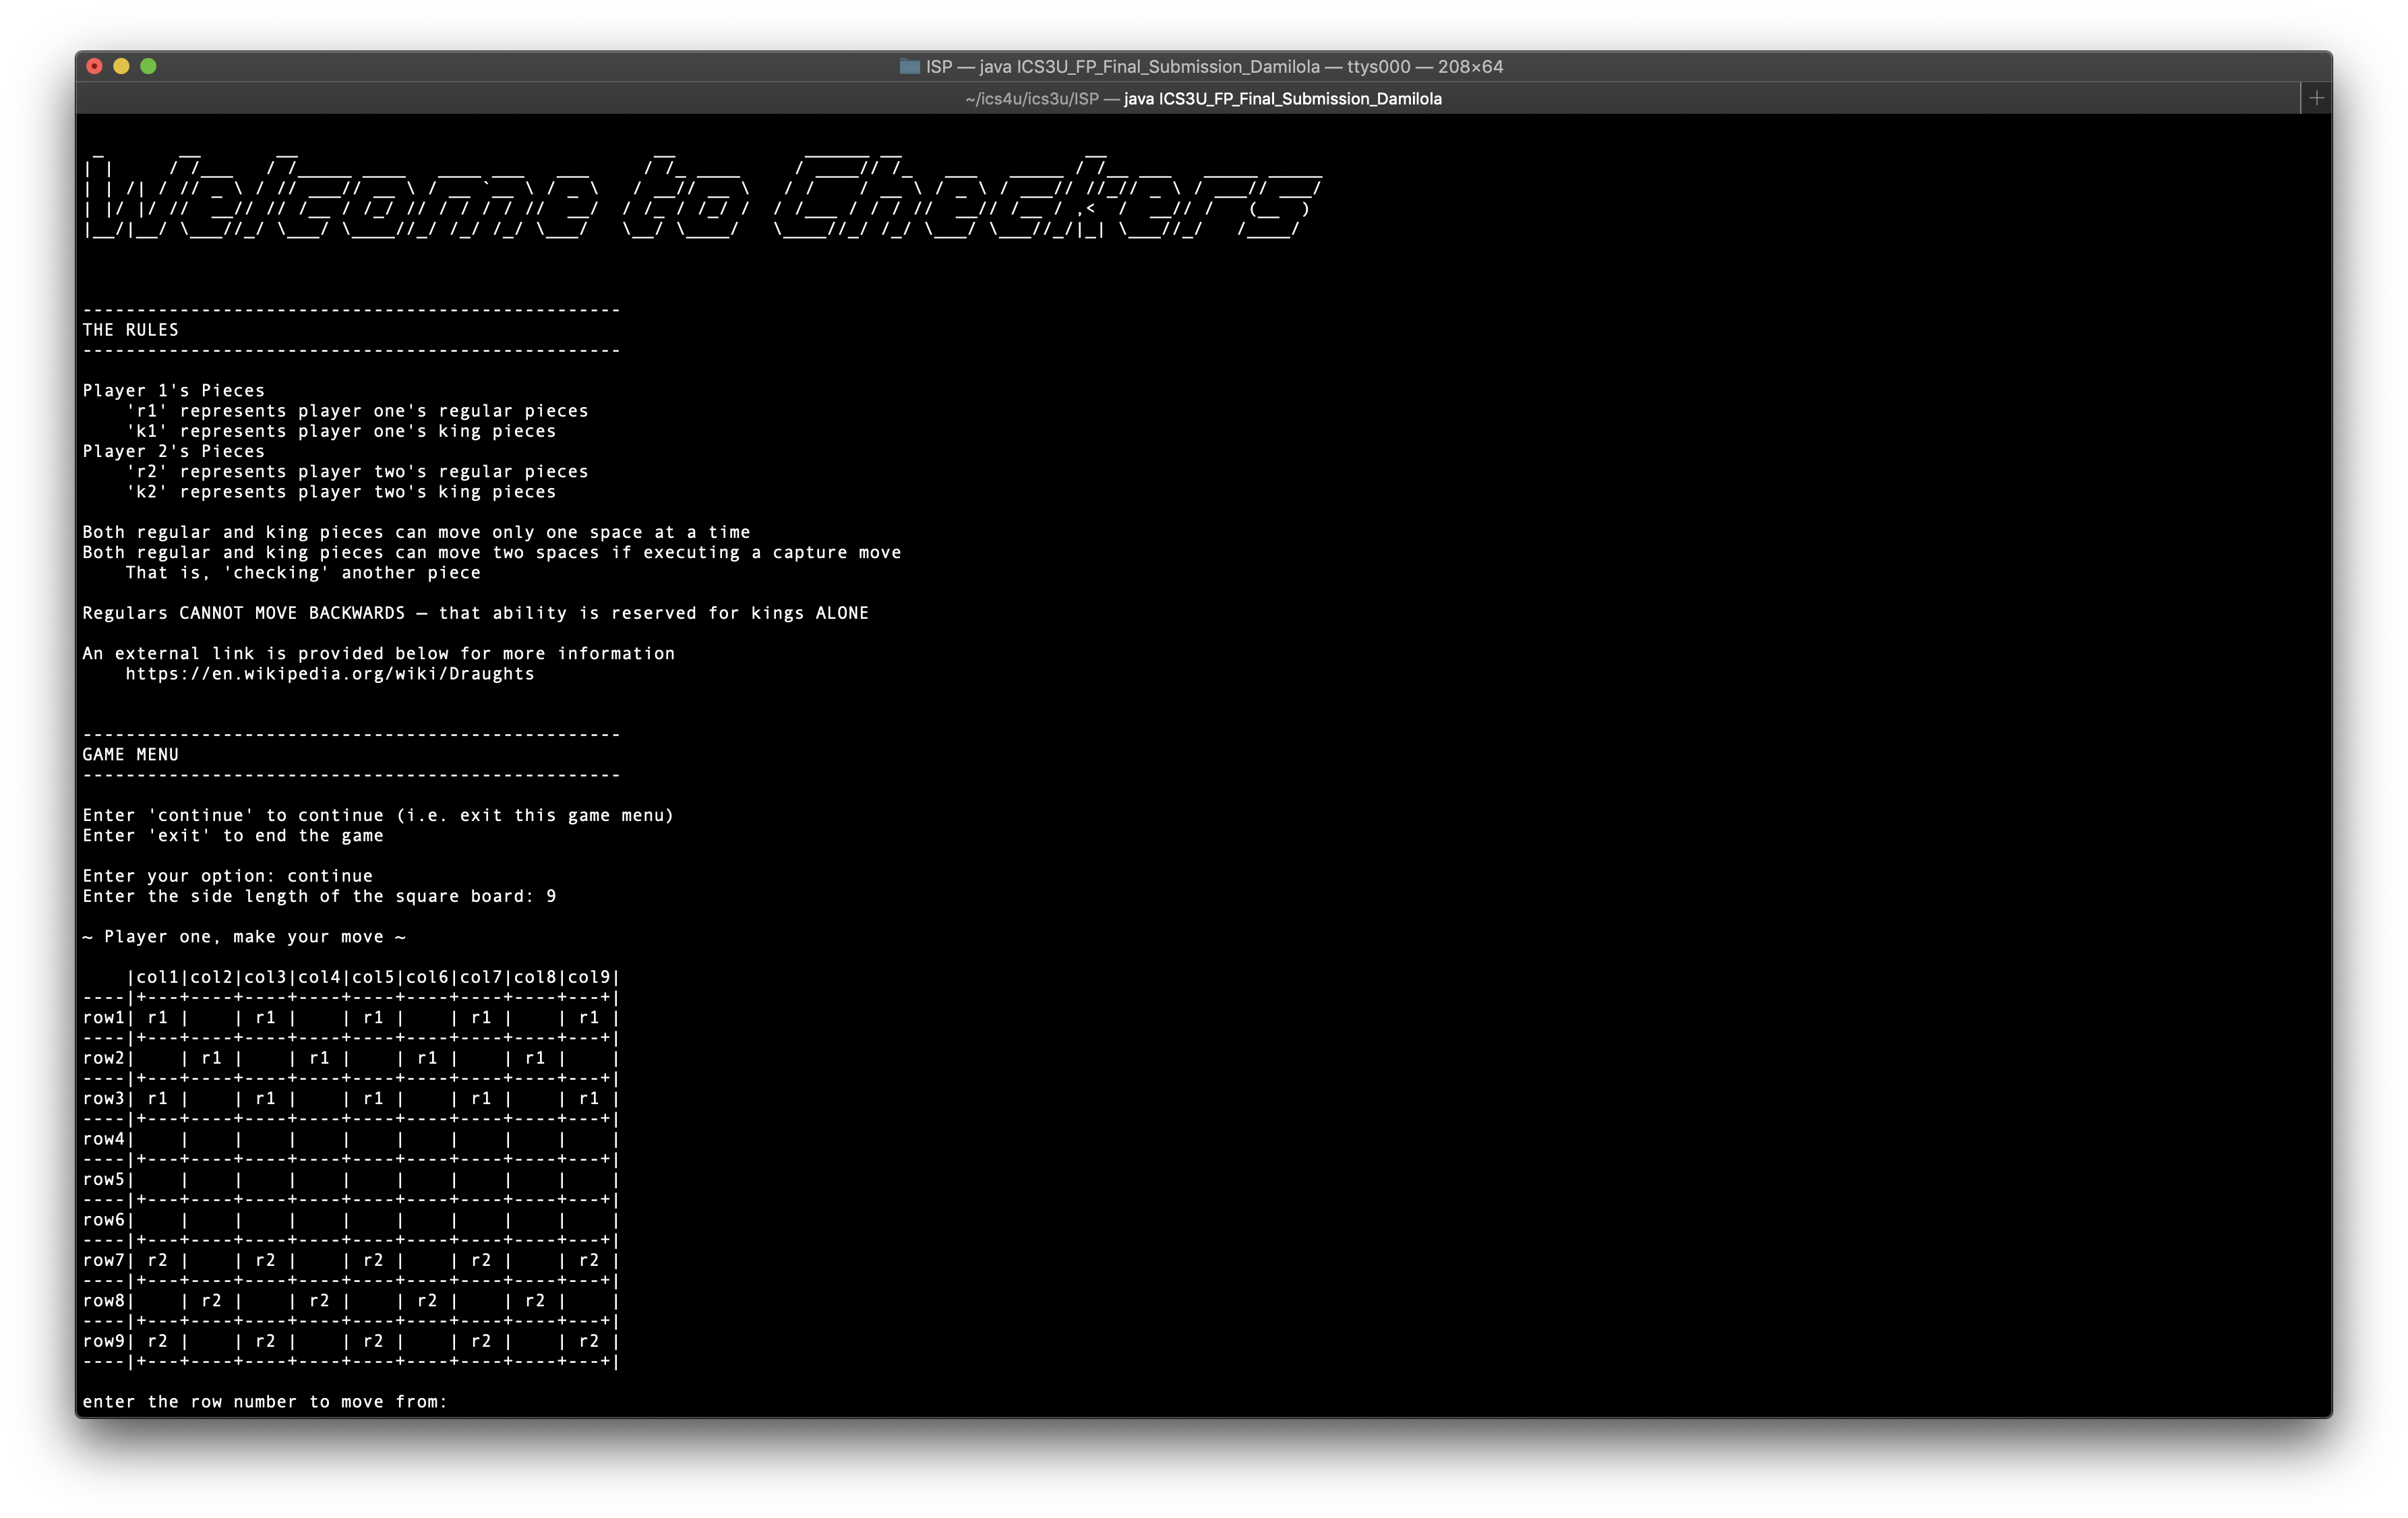 ISP — java ICS3U_FP_Final_Submission_Damilola — ttys000 — 208×64
~/ics4u/ics3u/ISP — java ICS3U_FP_Final_Submission_Damilola
Welcome to Checkers
--------------------------------------------------
THE RULES
--------------------------------------------------
Player 1's Pieces
'r1' represents player one's regular pieces
'k1' represents player one's king pieces
Player 2's Pieces
'r2' represents player two's regular pieces
'k2' represents player two's king pieces
Both regular and king pieces can move only one space at a time
Both regular and king pieces can move two spaces if executing a capture move
That is, 'checking' another piece
Regulars CANNOT MOVE BACKWARDS — that ability is reserved for kings ALONE
An external link is provided below for more information
https://en.wikipedia.org/wiki/Draughts
--------------------------------------------------
GAME MENU
--------------------------------------------------
Enter 'continue' to continue (i.e. exit this game menu)
Enter 'exit' to end the game
Enter your option: continue
Enter the side length of the square board: 9
~ Player one, make your move ~
    |col1|col2|col3|col4|col5|col6|col7|col8|col9|
----|+---+----+----+----+----+----+----+----+---+|
row1| r1 |    | r1 |    | r1 |    | r1 |    | r1 |
----|+---+----+----+----+----+----+----+----+---+|
row2|    | r1 |    | r1 |    | r1 |    | r1 |    |
----|+---+----+----+----+----+----+----+----+---+|
row3| r1 |    | r1 |    | r1 |    | r1 |    | r1 |
----|+---+----+----+----+----+----+----+----+---+|
row4|    |    |    |    |    |    |    |    |    |
----|+---+----+----+----+----+----+----+----+---+|
row5|    |    |    |    |    |    |    |    |    |
----|+---+----+----+----+----+----+----+----+---+|
row6|    |    |    |    |    |    |    |    |    |
----|+---+----+----+----+----+----+----+----+---+|
row7| r2 |    | r2 |    | r2 |    | r2 |    | r2 |
----|+---+----+----+----+----+----+----+----+---+|
row8|    | r2 |    | r2 |    | r2 |    | r2 |    |
----|+---+----+----+----+----+----+----+----+---+|
row9| r2 |    | r2 |    | r2 |    | r2 |    | r2 |
----|+---+----+----+----+----+----+----+----+---+|
enter the row number to move from: